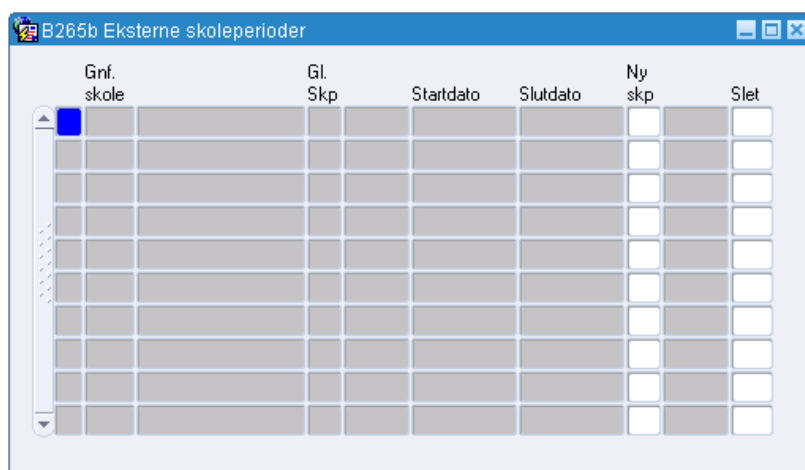 B265b Eksterne skoleperioder
Gnf. Gl. Ny
skole Skp Startdato Slutdato skp Slet